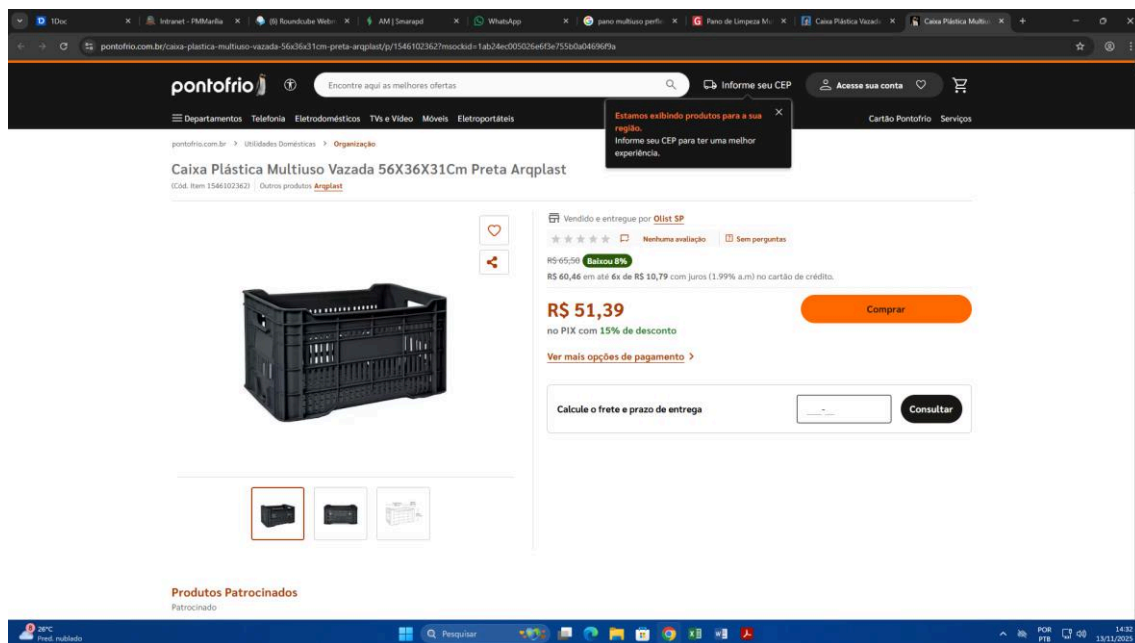 1Doc
Intranet - PMMarília
(6) Roundcube Webm
AM | Smarapd
WhatsApp
pano multiuso perfle
Pano de Limpeza Mu
Caixa Plástica Vazada
Caixa Plástica Multiu
pontofrio.com.br/caixa-plastica-multiuso-vazada-56x36x31cm-preta-arqplast/p/1546102362?msockid=1ab24ec005026e6f3e755b0a04696f9a
pontofrio
Encontre aqui as melhores ofertas
Informe seu CEP
Acesse sua conta
Departamentos Telefonia Eletrodomésticos TVs e Vídeo Móveis Eletroportáteis
Cartão Pontofrio Serviços
Estamos exibindo produtos para a sua
região.
Informe seu CEP para ter uma melhor
experiência.
pontofrio.com.br > Utilidades Domésticas > Organização
Caixa Plástica Multiuso Vazada 56X36X31Cm Preta Arqplast
(Cód. Item 1546102362) | Outros produtos Arqplast
Vendido e entregue por Olist SP
Nenhuma avaliação
Sem perguntas
Baixou 8%
R$ 60,46 em até 6x de R$ 10,79 com juros (1.99% a.m) no cartão de crédito.
R$ 51,39
no PIX com 15% de desconto
Comprar
Ver mais opções de pagamento >
Calcule o frete e prazo de entrega
Consultar
Produtos Patrocinados
Patrocinado
26°C
Pred. nublado
Pesquisar
POR
PTB
14:32
13/11/2025